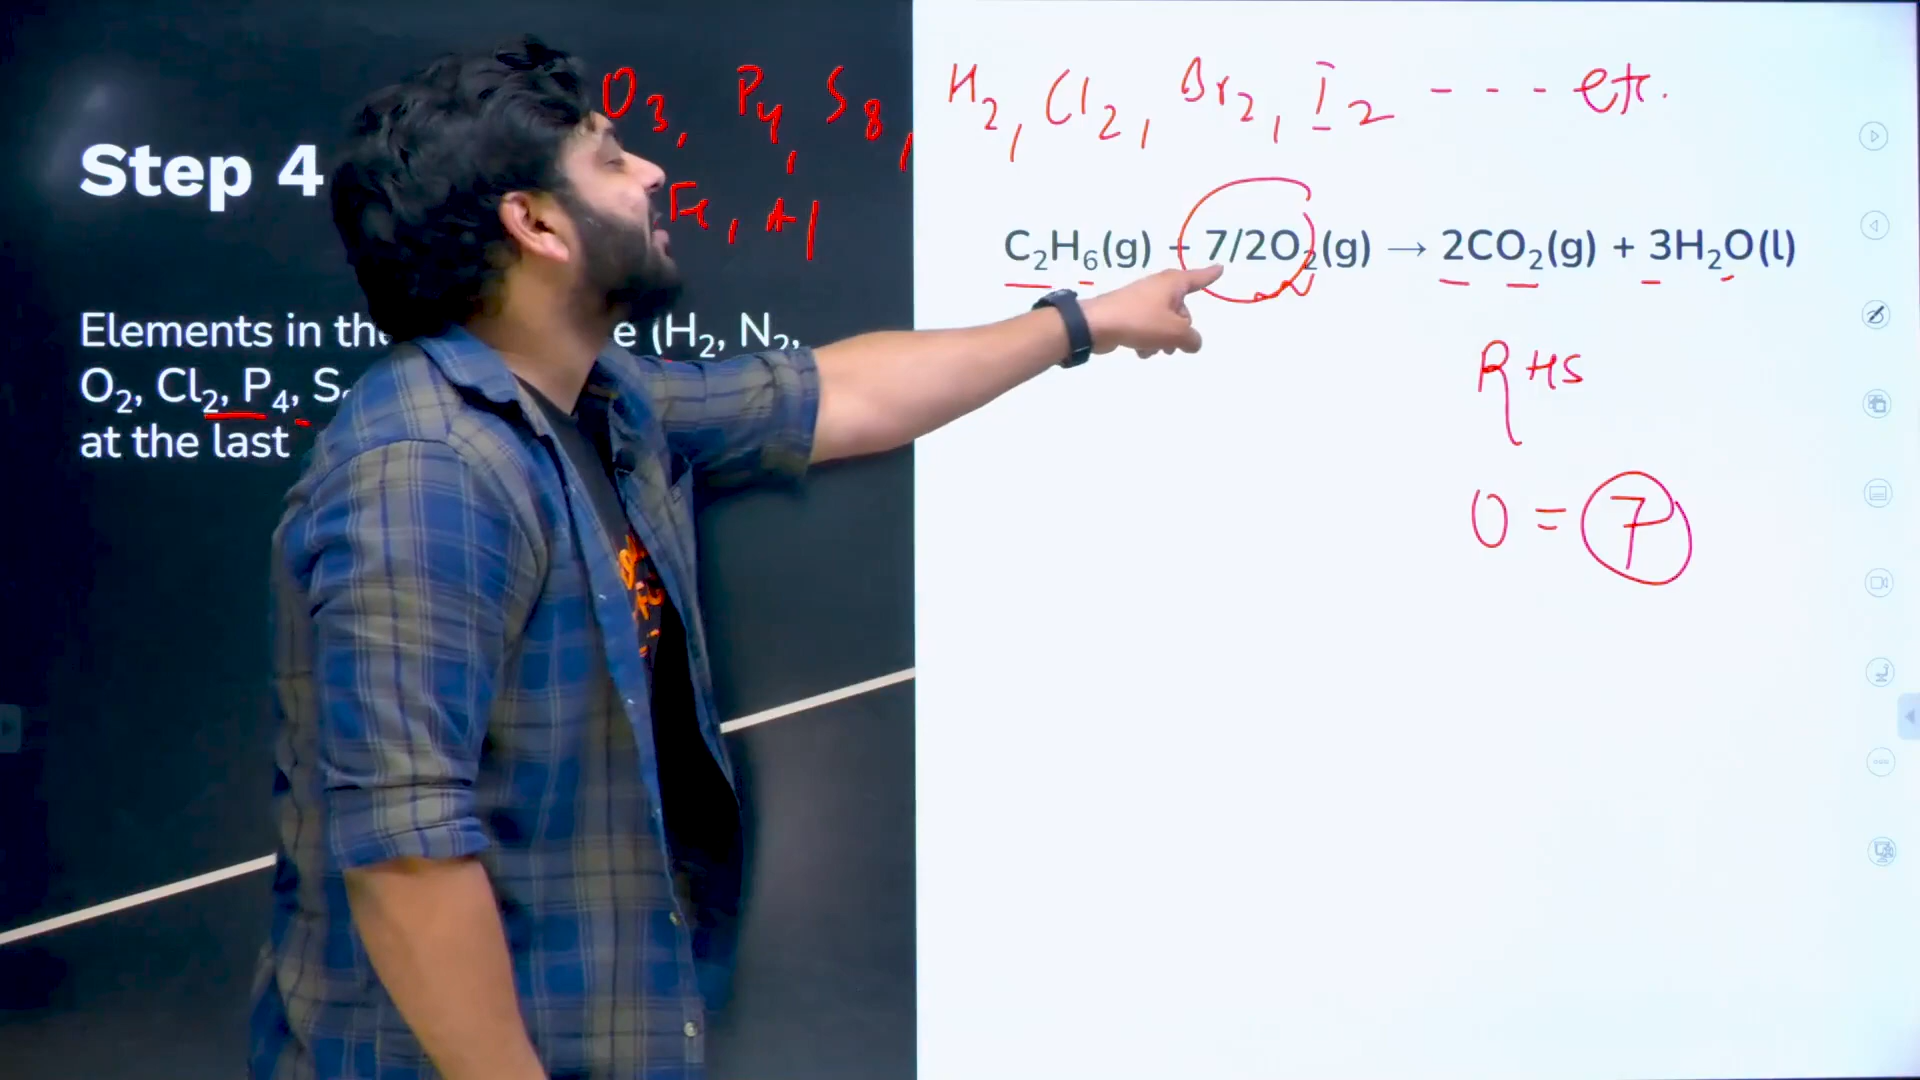 O3, P4, S8, H2, Cl2, Br2, I2 - - - etc.
Fe, Al
Step 4
C₂H₆(g) + 7/2O₂(g) → 2CO₂(g) + 3H₂O(l)
Elements in e (H₂, N₂,
O₂, Cl₂, P₄, S
at the last
RHS
O = 7